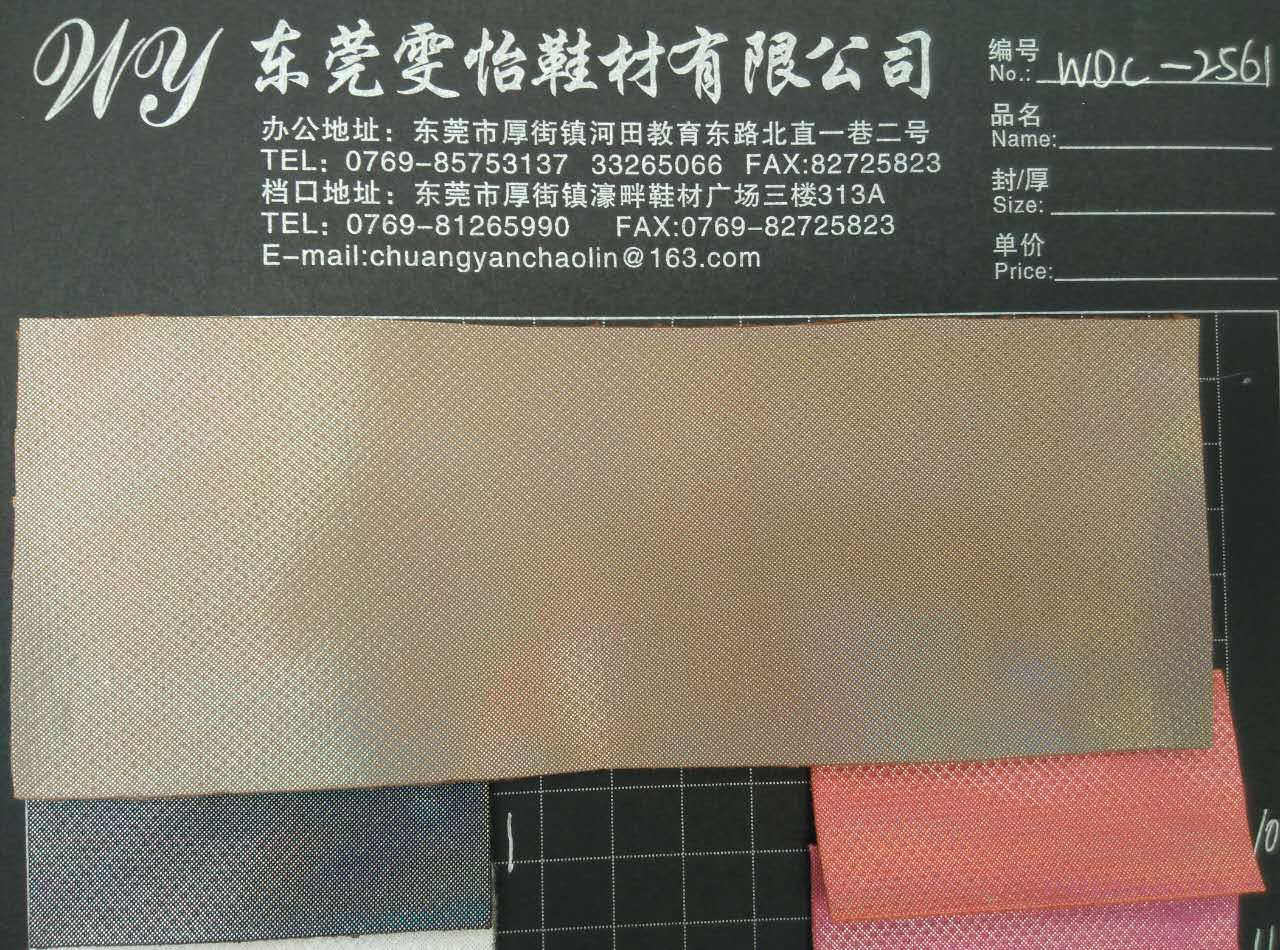 WY 东莞雯怡鞋材有限公司
办公地址：东莞市厚街镇河田教育东路北直一巷二号
TEL：0769-85753137 33265066 FAX:82725823
档口地址：东莞市厚街镇濠畔鞋材广场三楼313A
TEL：0769-81265990 FAX:0769-82725823
E-mail:chuangyanchaolin@163.com
编号
No.: WDC-2561
品名
Name:
封/厚
Size:
单价
Price:
1
10
11